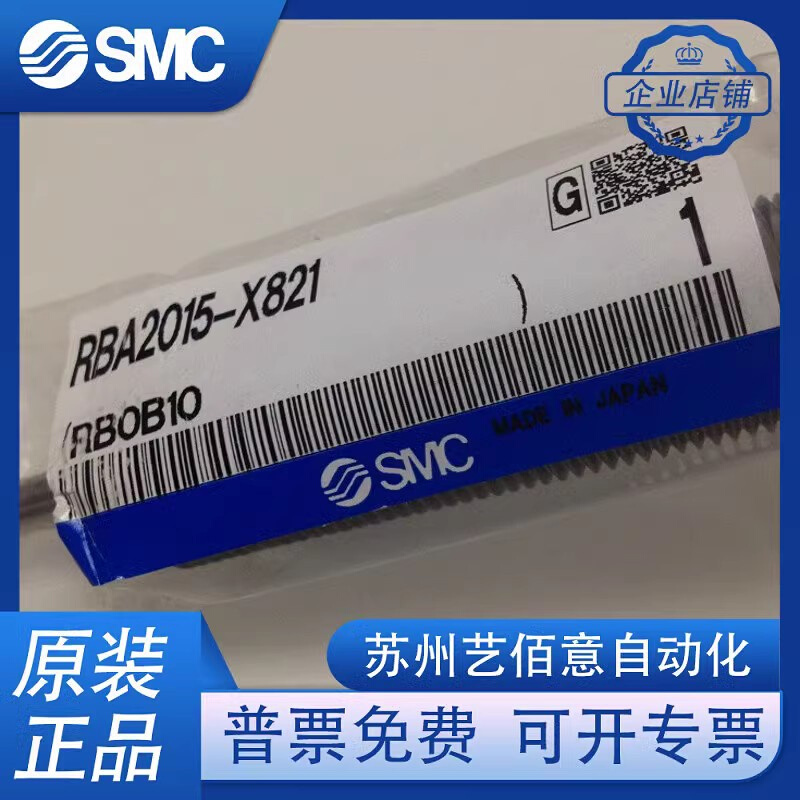 SMC
企业店铺
G
1
RBA2015-X821
)
RB0B10
SMC MADE IN JAPAN
原装
正品
苏州艺佰意自动化
普票免费 可开专票